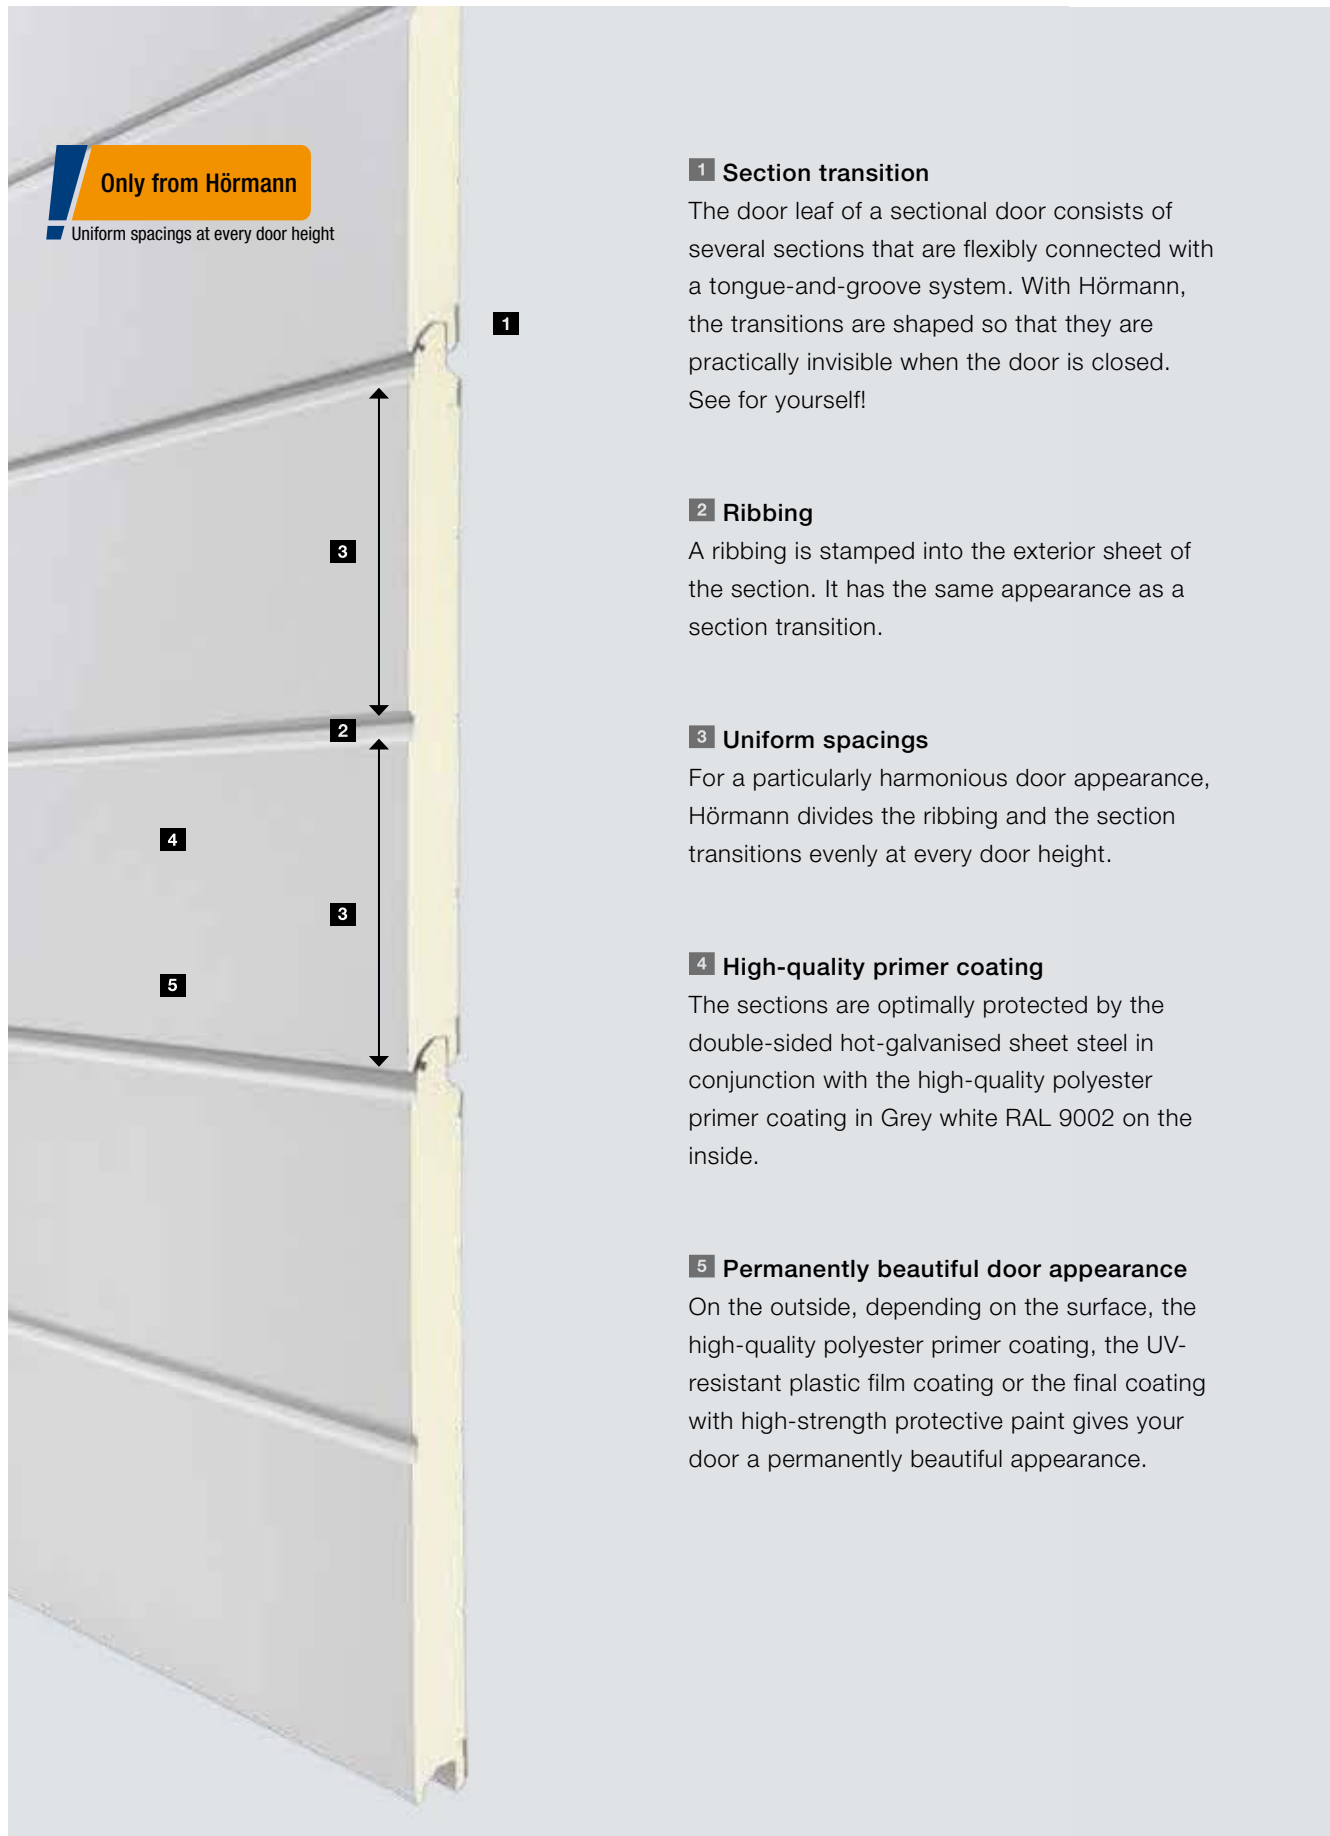 Only from Hörmann
Uniform spacings at every door height
1
3
2
4
3
5
1 Section transition
The door leaf of a sectional door consists of
several sections that are flexibly connected with
a tongue-and-groove system. With Hörmann,
the transitions are shaped so that they are
practically invisible when the door is closed.
See for yourself!
2 Ribbing
A ribbing is stamped into the exterior sheet of
the section. It has the same appearance as a
section transition.
3 Uniform spacings
For a particularly harmonious door appearance,
Hörmann divides the ribbing and the section
transitions evenly at every door height.
4 High-quality primer coating
The sections are optimally protected by the
double-sided hot-galvanised sheet steel in
conjunction with the high-quality polyester
primer coating in Grey white RAL 9002 on the
inside.
5 Permanently beautiful door appearance
On the outside, depending on the surface, the
high-quality polyester primer coating, the UV-
resistant plastic film coating or the final coating
with high-strength protective paint gives your
door a permanently beautiful appearance.